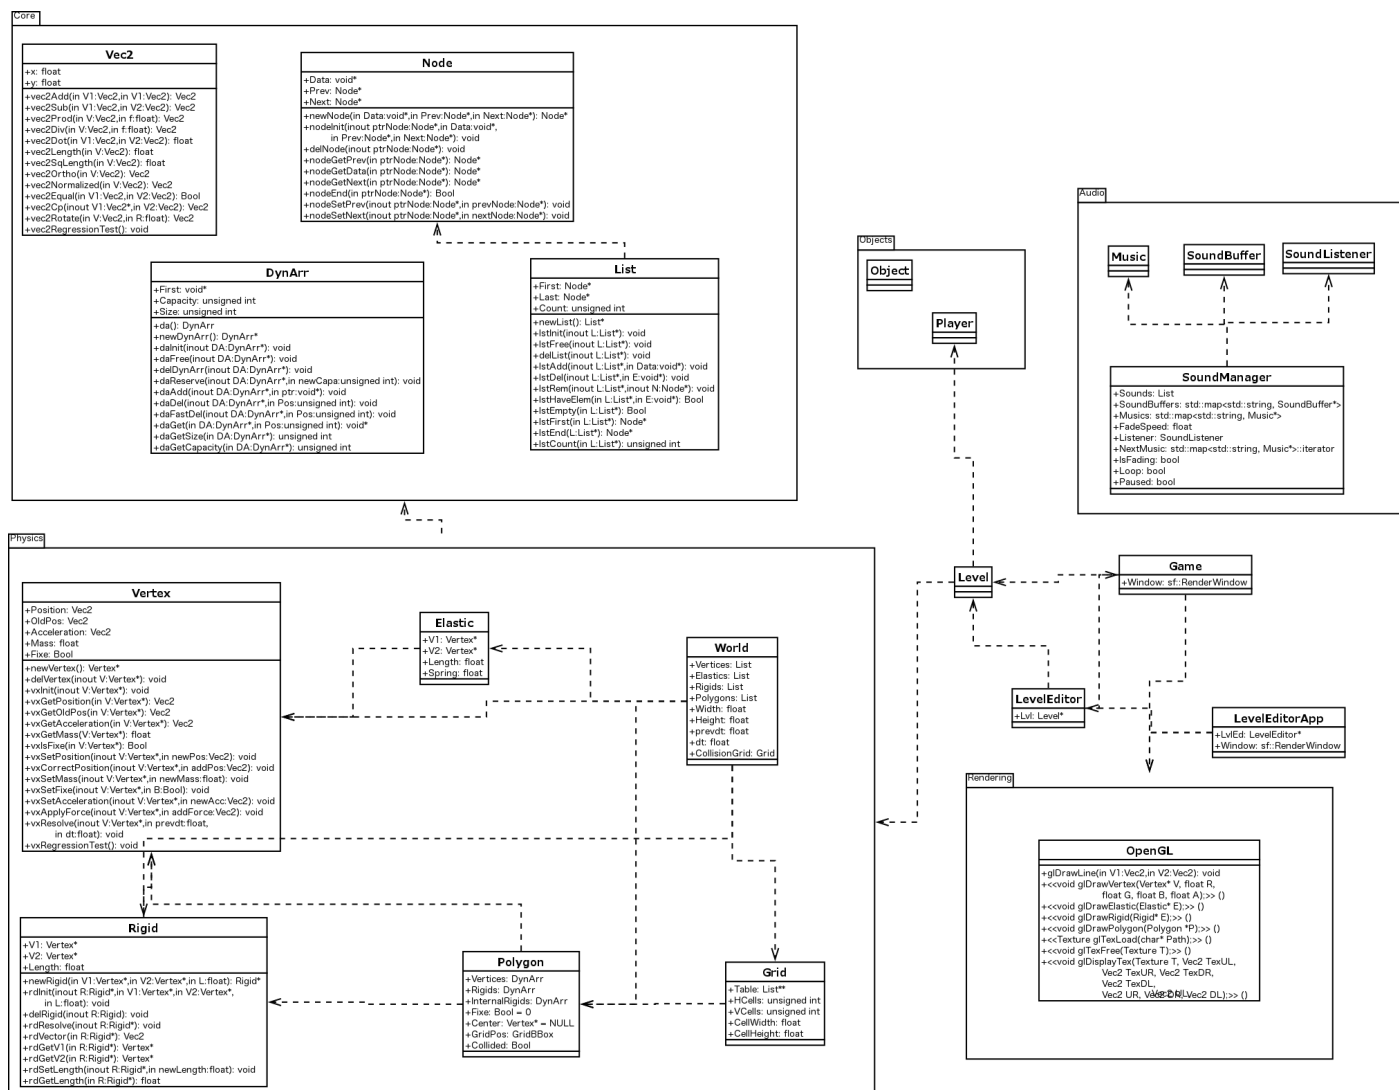 Core
Vec2
+x: float
+y: float
+vec2Add(in V1:Vec2,in V1:Vec2): Vec2
+vec2Sub(in V1:Vec2,in V2:Vec2): Vec2
+vec2Prod(in V:Vec2,in f:float): Vec2
+vec2Div(in V:Vec2,in f:float): Vec2
+vec2Dot(in V1:Vec2,in V2:Vec2): float
+vec2Length(in V:Vec2): float
+vec2SqLength(in V:Vec2): float
+vec2Ortho(in V:Vec2): Vec2
+vec2Normalized(in V:Vec2): Vec2
+vec2Equal(in V1:Vec2,in V2:Vec2): Bool
+vec2Cp(inout V1:Vec2*,in V2:Vec2): Vec2
+vec2Rotate(in V:Vec2,in R:float): Vec2
+vec2RegressionTest(): void
Node
+Data: void*
+Prev: Node*
+Next: Node*
+newNode(in Data:void*,in Prev:Node*,in Next:Node*): Node*
+nodeInit(inout ptrNode:Node*,in Data:void*,
in Prev:Node*,in Next:Node*): void
+delNode(inout ptrNode:Node*): void
+nodeGetPrev(in ptrNode:Node*): Node*
+nodeGetData(in ptrNode:Node*): Node*
+nodeGetNext(in ptrNode:Node*): Node*
+nodeEnd(in ptrNode:Node*): Bool
+nodeSetPrev(inout ptrNode:Node*,in prevNode:Node*): void
+nodeSetNext(inout ptrNode:Node*,in nextNode:Node*): void
DynArr
+First: void*
+Capacity: unsigned int
+Size: unsigned int
+da(): DynArr
+newDynArr(): DynArr*
+daInit(inout DA:DynArr*): void
+daFree(inout DA:DynArr*): void
+delDynArr(inout DA:DynArr*): void
+daReserve(inout DA:DynArr*,in newCapa:unsigned int): void
+daAdd(inout DA:DynArr*,in ptr:void*): void
+daDel(inout DA:DynArr*,in Pos:unsigned int): void
+daFastDel(inout DA:DynArr*,in Pos:unsigned int): void
+daGet(in DA:DynArr*,in Pos:unsigned int): void*
+daGetSize(in DA:DynArr*): unsigned int
+daGetCapacity(in DA:DynArr*): unsigned int
List
+First: Node*
+Last: Node*
+Count: unsigned int
+newList(): List*
+lstInit(inout L:List*): void
+lstFree(inout L:List*): void
+delList(inout L:List*): void
+lstAdd(inout L:List*,in Data:void*): void
+lstDel(inout L:List*,in E:void*): void
+lstRem(inout L:List*,inout N:Node*): void
+lstHaveElem(in L:List*,in E:void*): Bool
+lstEmpty(in L:List*): Bool
+lstFirst(in L:List*): Node*
+lstEnd(L:List*): Node*
+lstCount(in L:List*): unsigned int
Objects
Object
Player
Audio
Music
SoundBuffer
SoundListener
SoundManager
+Sounds: List
+SoundBuffers: std::map<std::string, SoundBuffer*>
+Musics: std::map<std::string, Music*>
+FadeSpeed: float
+Listener: SoundListener
+NextMusic: std::map<std::string, Music*>::iterator
+IsFading: bool
+Loop: bool
+Paused: bool
Physics
Vertex
+Position: Vec2
+OldPos: Vec2
+Acceleration: Vec2
+Mass: float
+Fixe: Bool
+newVertex(): Vertex*
+delVertex(inout V:Vertex*): void
+vxInit(inout V:Vertex*): void
+vxGetPosition(in V:Vertex*): Vec2
+vxGetOldPos(in V:Vertex*): Vec2
+vxGetAcceleration(in V:Vertex*): Vec2
+vxGetMass(V:Vertex*): float
+vxIsFixe(in V:Vertex*): Bool
+vxSetPosition(inout V:Vertex*,in newPos:Vec2): void
+vxCorrectPosition(in V:Vertex*,in addPos:Vec2): void
+vxSetMass(inout V:Vertex*,in newMass:float): void
+vxSetFixe(inout V:Vertex*,in B:Bool): void
+vxSetAcceleration(inout V:Vertex*,in newAcc:Vec2): void
+vxApplyForce(inout V:Vertex*,in addForce:Vec2): void
+vxResolve(inout V:Vertex*,in prevdt:float,
in dt:float): void
+vxRegressionTest(): void
Elastic
+V1: Vertex*
+V2: Vertex*
+Length: float
+Spring: float
World
+Vertices: List
+Elastics: List
+Rigids: List
+Polygons: List
+Width: float
+Height: float
+prevdt: float
+dt: float
+CollisionGrid: Grid
Rigid
+V1: Vertex*
+V2: Vertex*
+Length: float
+newRigid(in V1:Vertex*,in V2:Vertex*,in L:float): Rigid*
+rdInit(inout R:Rigid*,in V1:Vertex*,in V2:Vertex*,
in L:float): void
+delRigid(inout R:Rigid): void
+rdResolve(inout R:Rigid*): void
+rdVector(in R:Rigid*): Vec2
+rdGetV1(in R:Rigid*): Vertex*
+rdGetV2(in R:Rigid*): Vertex*
+rdSetLength(inout R:Rigid*,in newLength:float): void
+rdGetLength(in R:Rigid*): float
Polygon
+Vertices: DynArr
+Rigids: DynArr
+InternalRigids: DynArr
+Fixe: Bool = 0
+Center: Vertex* = NULL
+GridPos: GridBBox
+Collided: Bool
Grid
+Table: List**
+HCells: unsigned int
+VCells: unsigned int
+CellWidth: float
+CellHeight: float
Level
Game
+Window: sf::RenderWindow
LevelEditor
+Lvl: Level*
LevelEditorApp
+LvlEd: LevelEditor*
+Window: sf::RenderWindow
Rendering
OpenGL
+glDrawLine(in V1:Vec2,in V2:Vec2): void
+<<void glDrawVertex(Vertex* V, float R,
float G, float B, float A);>> ()
+<<void glDrawElastic(Elastic* E);>> ()
+<<void glDrawRigid(Rigid* E);>> ()
+<<void glDrawPolygon(Polygon *P);>> ()
+<<Texture glTexLoad(char* Path);>> ()
+<<void glTexFree(Texture T);>> ()
+<<void glDisplayTex(Texture T, Vec2 TexUL,
Vec2 TexUR, Vec2 TexDR,
Vec2 TexDL,
Vec2 UL,
Vec2 UR, Vec2 DR, Vec2 DL);>> ()